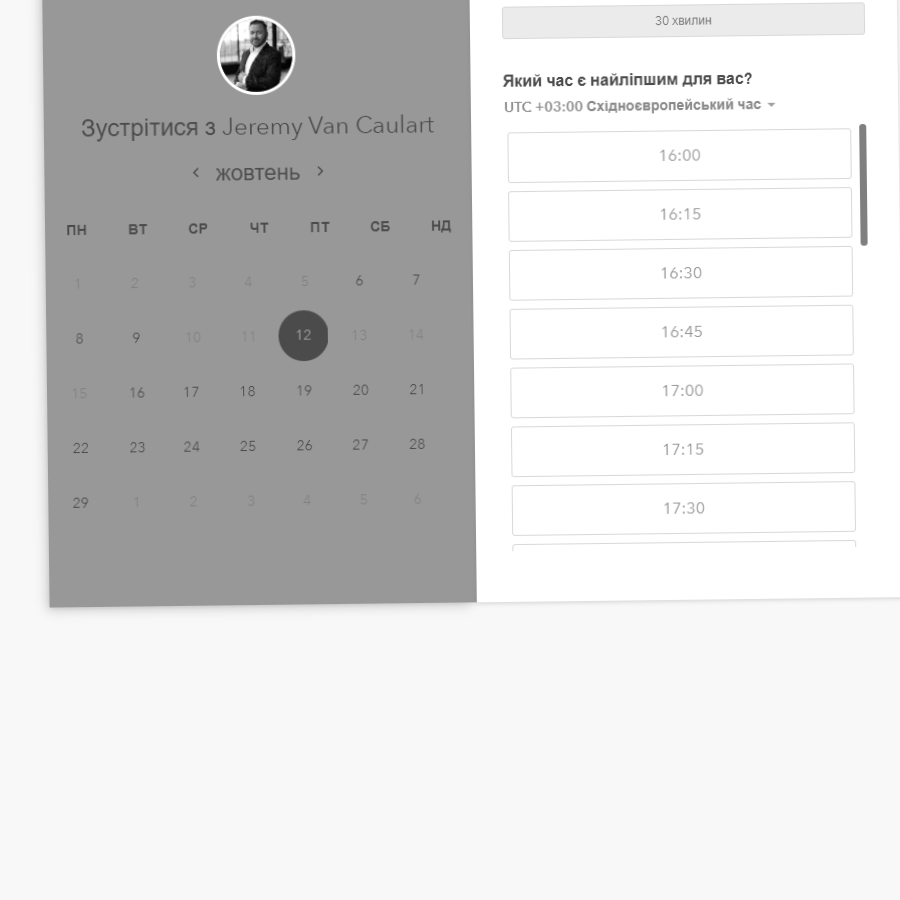 Зустрітися з Jeremy Van Caulart
жовтень
ПН ВТ СР ЧТ ПТ СБ НД
1 2 3 4 5 6 7
8 9 10 11 12 13 14
15 16 17 18 19 20 21
22 23 24 25 26 27 28
29 1 2 3 4 5 6
30 хвилин
Який час є найліпшим для вас?
UTC +03:00 Східноєвропейський час
16:00
16:15
16:30
16:45
17:00
17:15
17:30